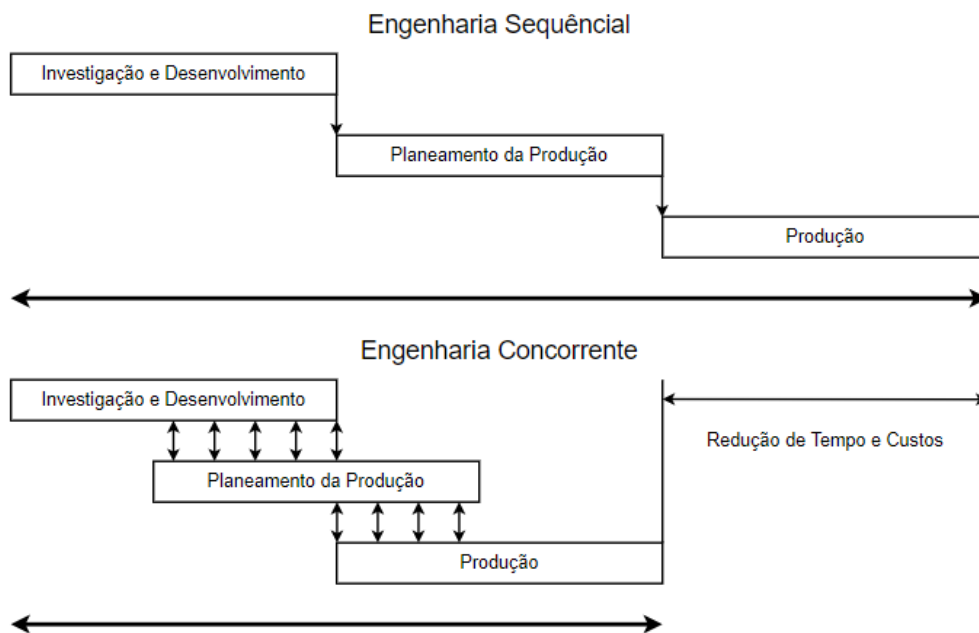 Engenharia Sequêncial
Investigação e Desenvolvimento
Planeamento da Produção
Produção
Engenharia Concorrente
Investigação e Desenvolvimento
Redução de Tempo e Custos
Planeamento da Produção
Produção